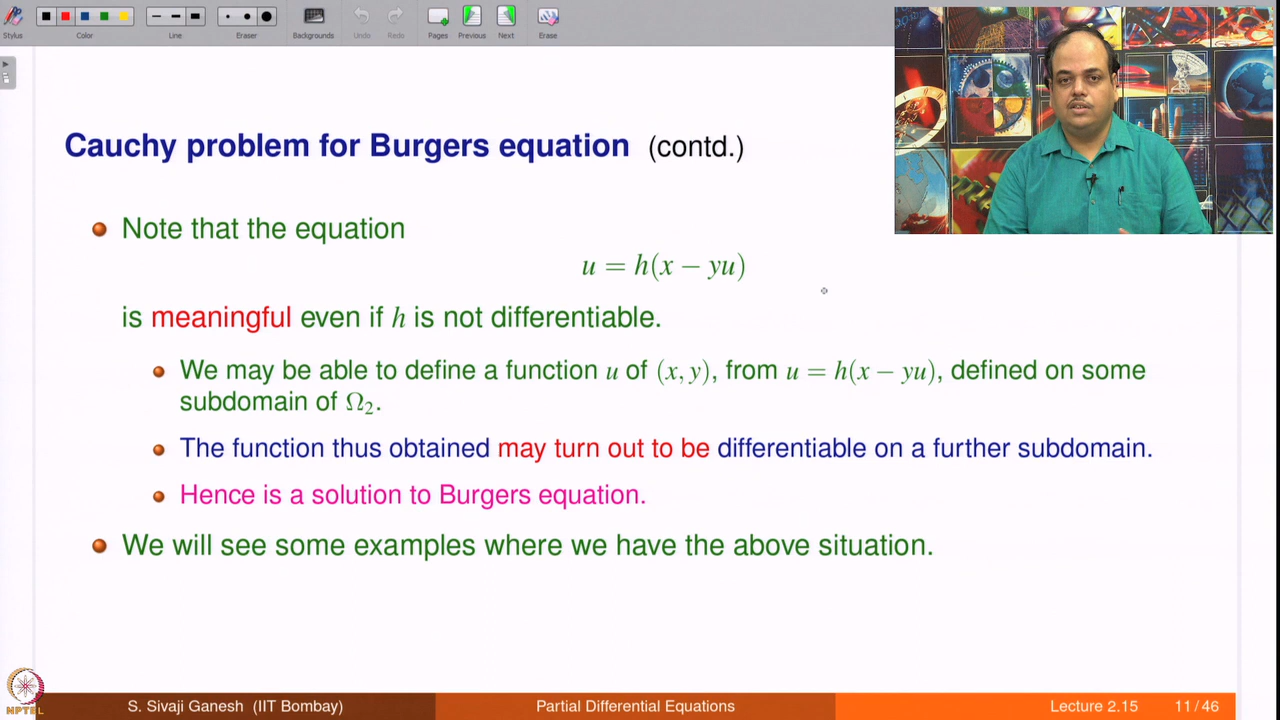 Stylus
Color
Line
Eraser
Backgrounds
Undo
Redo
Pages
Previous
Next
Erase
Cauchy problem for Burgers equation (contd.)
Note that the equation
u = h(x − yu)
is meaningful even if h is not differentiable.
We may be able to define a function u of (x, y), from u = h(x − yu), defined on some
subdomain of Ω₂.
The function thus obtained may turn out to be differentiable on a further subdomain.
Hence is a solution to Burgers equation.
We will see some examples where we have the above situation.
NPTEL
S. Sivaji Ganesh (IIT Bombay)
Partial Differential Equations
Lecture 2.15
11 / 46